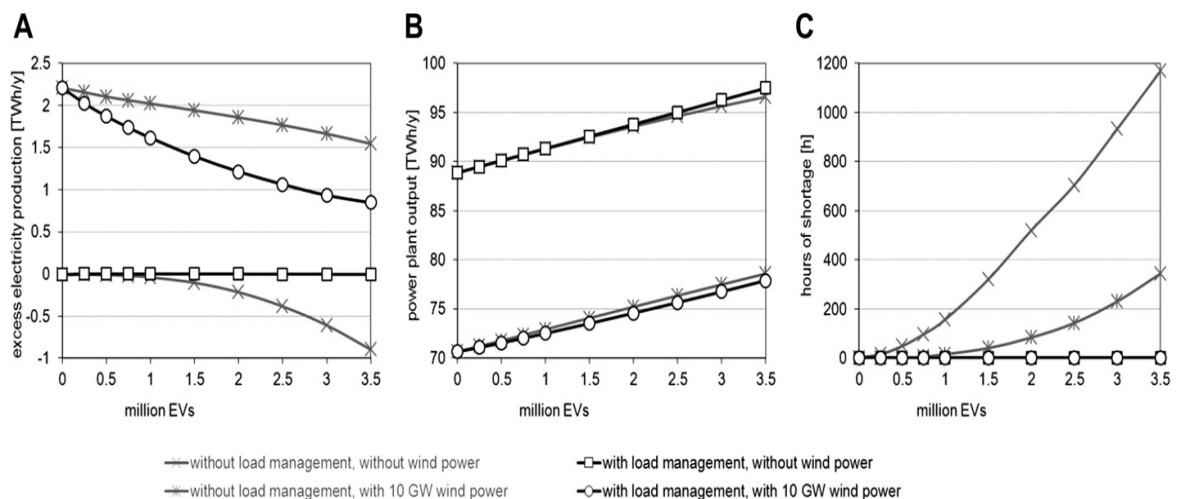 A
B
C
excess electricity production [TWh/y]
2.5
2
1.5
1
0.5
0
-0.5
-1
0 0.5 1 1.5 2 2.5 3 3.5
million EVs
power plant output [TWh/y]
100
95
90
85
80
75
70
0 0.5 1 1.5 2 2.5 3 3.5
million EVs
hours of shortage [h]
1200
1000
800
600
400
200
0
0 0.5 1 1.5 2 2.5 3 3.5
million EVs
without load management, without wind power
with load management, without wind power
without load management, with 10 GW wind power
with load management, with 10 GW wind power